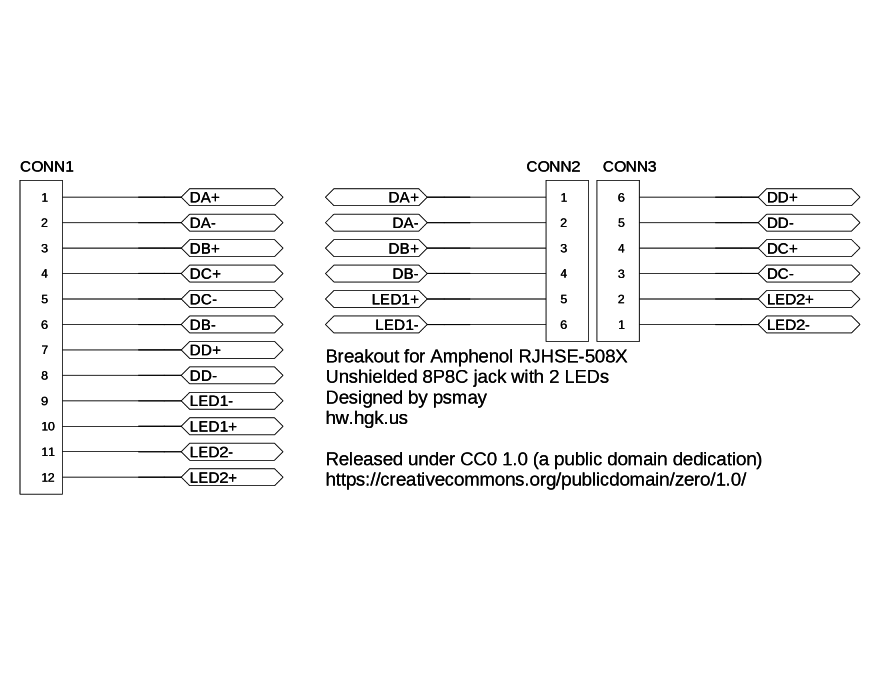 CONN1
1 DA+
2 DA-
3 DB+
4 DC+
5 DC-
6 DB-
7 DD+
8 DD-
9 LED1-
10 LED1+
11 LED2-
12 LED2+
CONN2 CONN3
DA+ 1 6 DD+
DA- 2 5 DD-
DB+ 3 4 DC+
DB- 4 3 DC-
LED1+ 5 2 LED2+
LED1- 6 1 LED2-
Breakout for Amphenol RJHSE-508X
Unshielded 8P8C jack with 2 LEDs
Designed by psmay
hw.hgk.us
Released under CC0 1.0 (a public domain dedication)
https://creativecommons.org/publicdomain/zero/1.0/